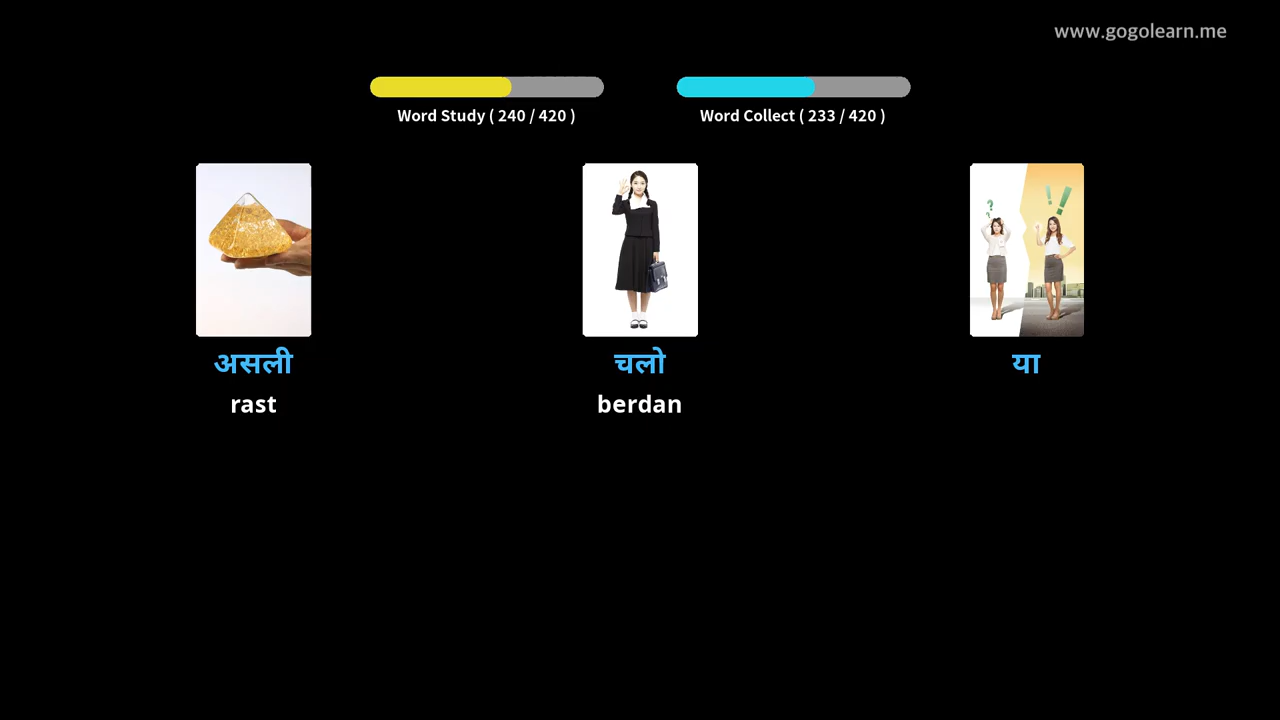 www.gogolearn.me
Word Study ( 240 / 420 )
Word Collect ( 233 / 420 )
असली
चलो
या
rast
berdan